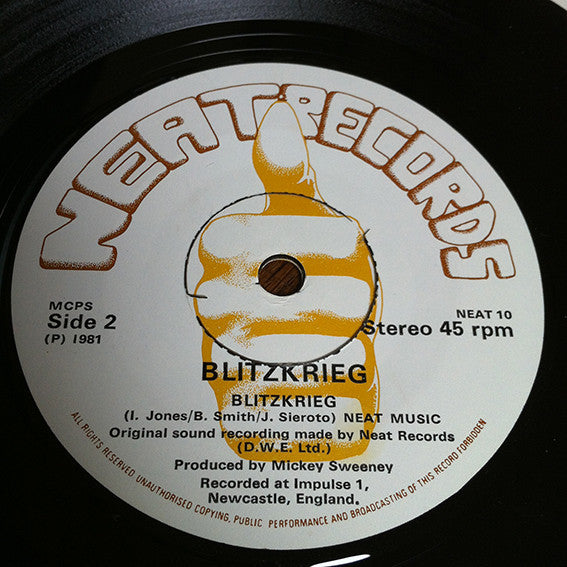 NEAT RECORDS
MCPS
Side 2
(P) 1981
NEAT 10
Stereo 45 rpm
BLITZKRIEG
BLITZKRIEG
(I. Jones/B. Smith/J. Sieroto) NEAT MUSIC
Original sound recording made by Neat Records
(D.W.E. Ltd.)
Produced by Mickey Sweeney
Recorded at Impulse 1,
Newcastle, England.
ALL RIGHTS RESERVED UNAUTHORISED COPYING, PUBLIC PERFORMANCE AND BROADCASTING OF THIS RECORD FORBIDDEN